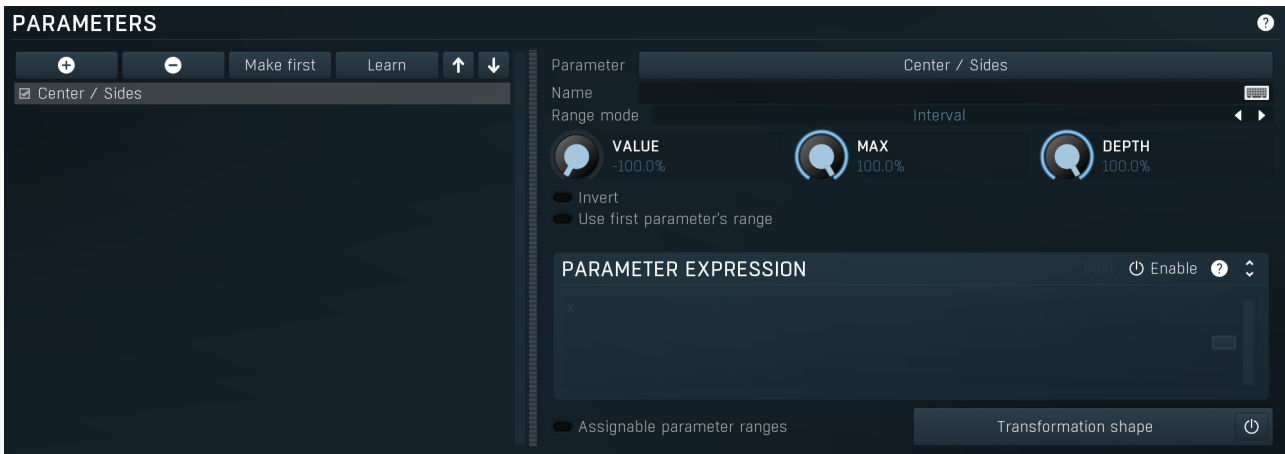 PARAMETERS ?
Make first Learn
Center / Sides
Parameter Center / Sides
Name
Range mode Interval
VALUE
-100.0%
MAX
100.0%
DEPTH
100.0%
Invert
Use first parameter's range
PARAMETER EXPRESSION Post Enable ?
x
Assignable parameter ranges
Transformation shape